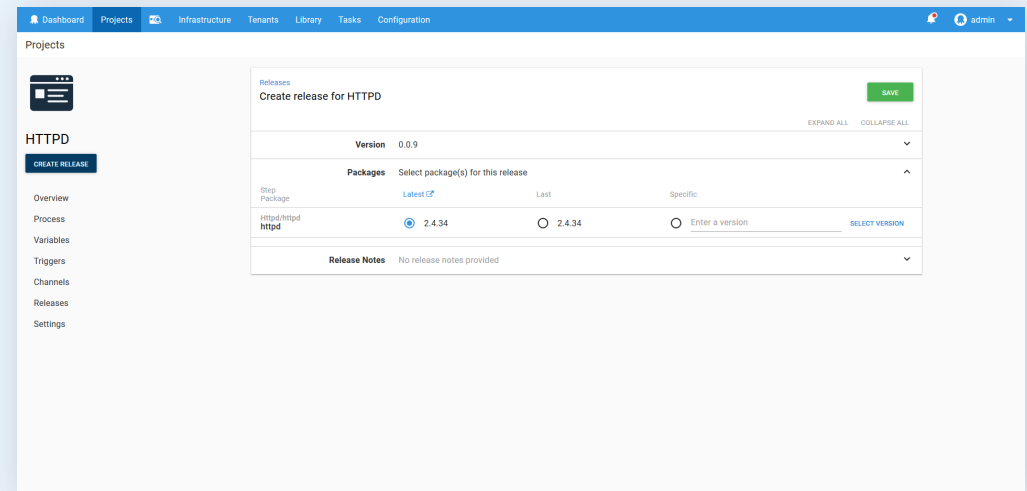 Dashboard Projects Infrastructure Tenants Library Tasks Configuration admin
Projects
HTTPD
CREATE RELEASE
Overview
Process
Variables
Triggers
Channels
Releases
Settings
Releases
Create release for HTTPD
SAVE
EXPAND ALL COLLAPSE ALL
Version 0.0.9
Packages Select package(s) for this release
Step
Package
Latest Last Specific
Httpd/httpd
httpd
2.4.34 2.4.34 Enter a version SELECT VERSION
Release Notes No release notes provided